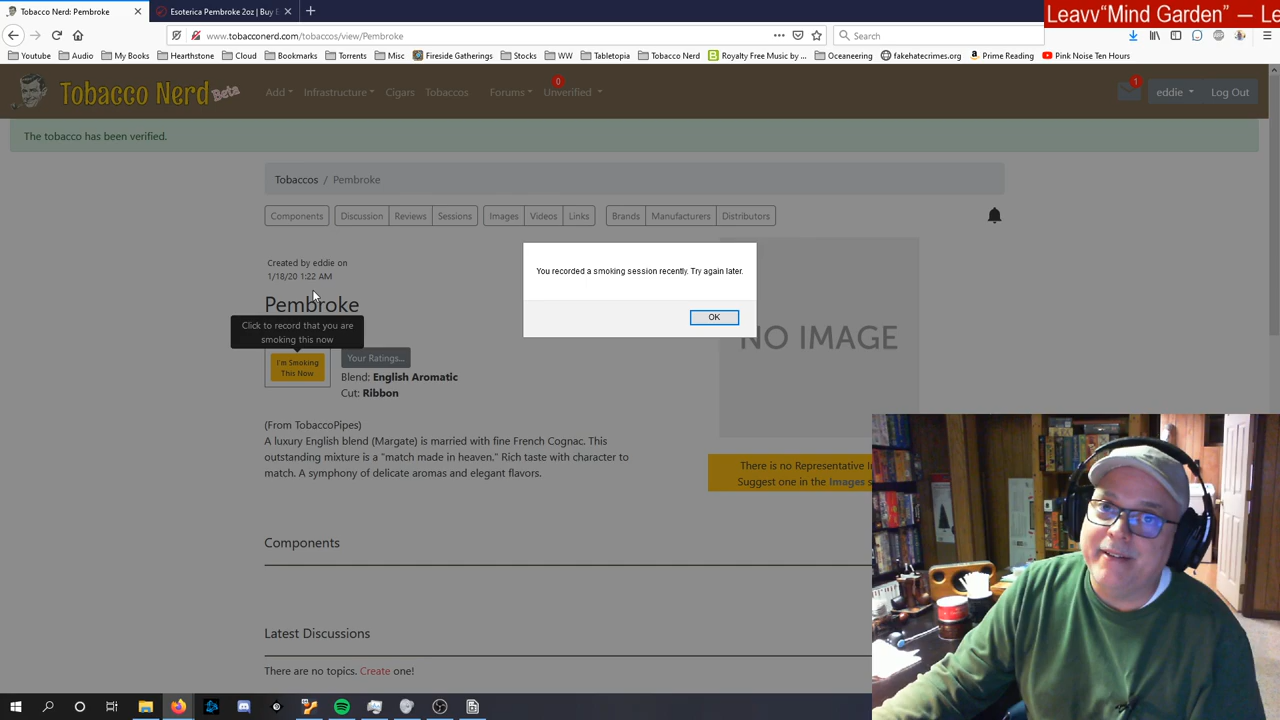 Tobacco Nerd: Pembroke
Esoterica Pembroke 2oz | Buy E
Leavv "Mind Garden" — Le
www.tobacconerd.com/tobaccos/view/Pembroke
Search
Youtube Audio My Books Hearthstone Cloud Bookmarks Torrents Misc Fireside Gatherings Stocks WW Tabletopia Tobacco Nerd Royalty Free Music by ... Oceaneering fakehatecrimes.org Prime Reading Pink Noise Ten Hours
Tobacco Nerd Beta
Add Infrastructure Cigars Tobaccos Forums Unverified 0 1 eddie Log Out
The tobacco has been verified.
Tobaccos / Pembroke
Components Discussion Reviews Sessions Images Videos Links Brands Manufacturers Distributors
Created by eddie on
1/18/20 1:22 AM
Pembroke
Click to record that you are
smoking this now
I'm Smoking
This Now
Your Ratings...
Blend: English Aromatic
Cut: Ribbon
You recorded a smoking session recently. Try again later.
OK
NO IMAGE
(From TobaccoPipes)
A luxury English blend (Margate) is married with fine French Cognac. This
outstanding mixture is a "match made in heaven." Rich taste with character to
match. A symphony of delicate aromas and elegant flavors.
There is no Representative I
Suggest one in the Images s
Components
Latest Discussions
There are no topics. Create one!